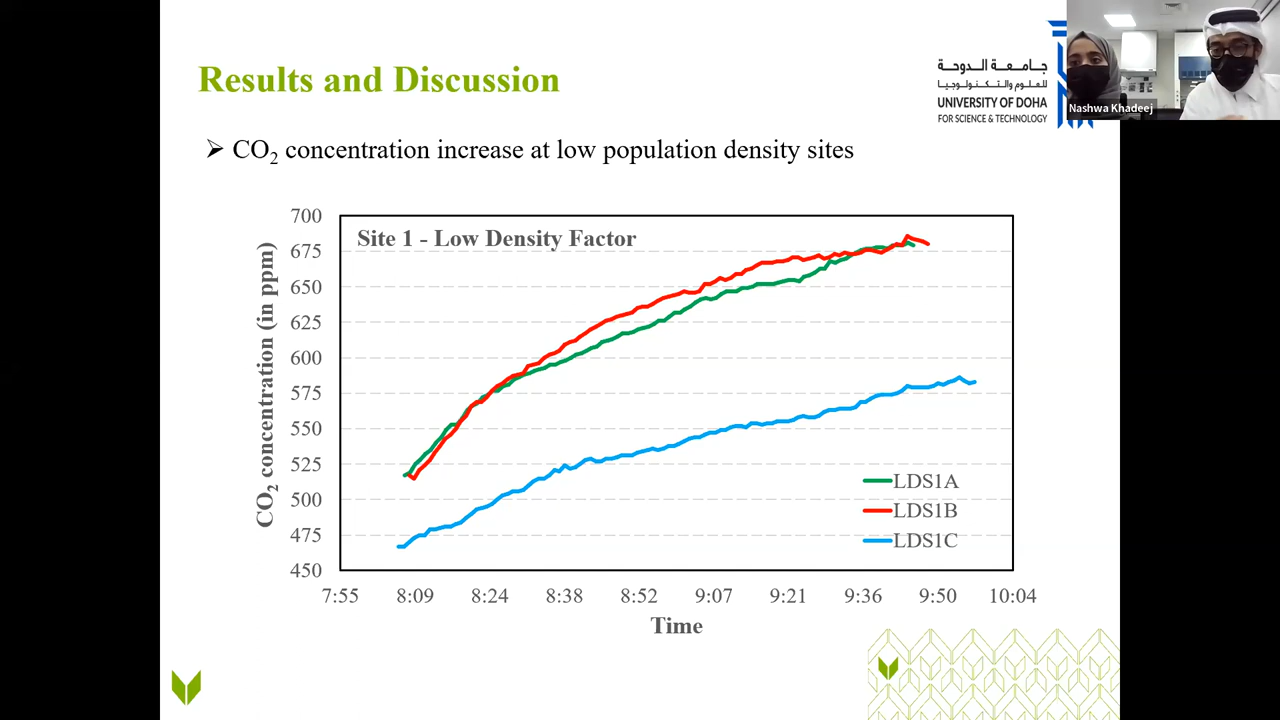 Results and Discussion
جامعة الدوحة
للعلوم والتكنولوجيا
UNIVERSITY OF DOHA
FOR SCIENCE & TECHNOLOGY
Nashwa Khadeej
➢ CO₂ concentration increase at low population density sites
Site 1 - Low Density Factor
CO₂ concentration (in ppm)
700
675
650
625
600
575
550
525
500
475
450
LDS1A
LDS1B
LDS1C
7:55 8:09 8:24 8:38 8:52 9:07 9:21 9:36 9:50 10:04
Time